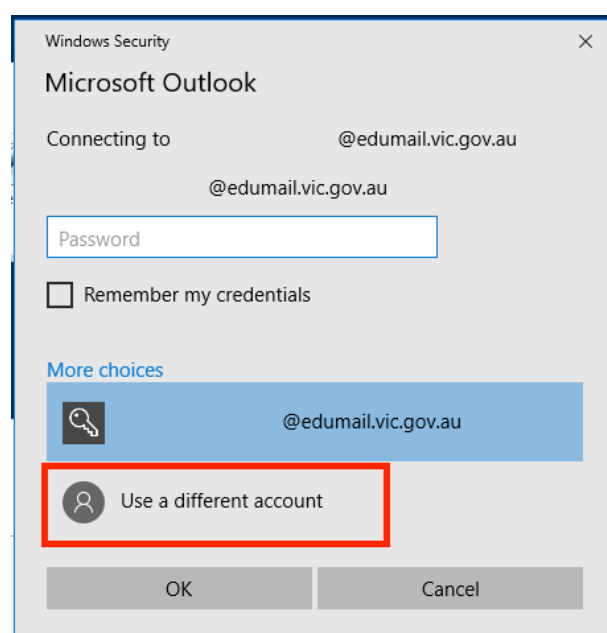 Windows Security
Microsoft Outlook
Connecting to @edumail.vic.gov.au
@edumail.vic.gov.au
Password
Remember my credentials
More choices
@edumail.vic.gov.au
Use a different account
OK Cancel